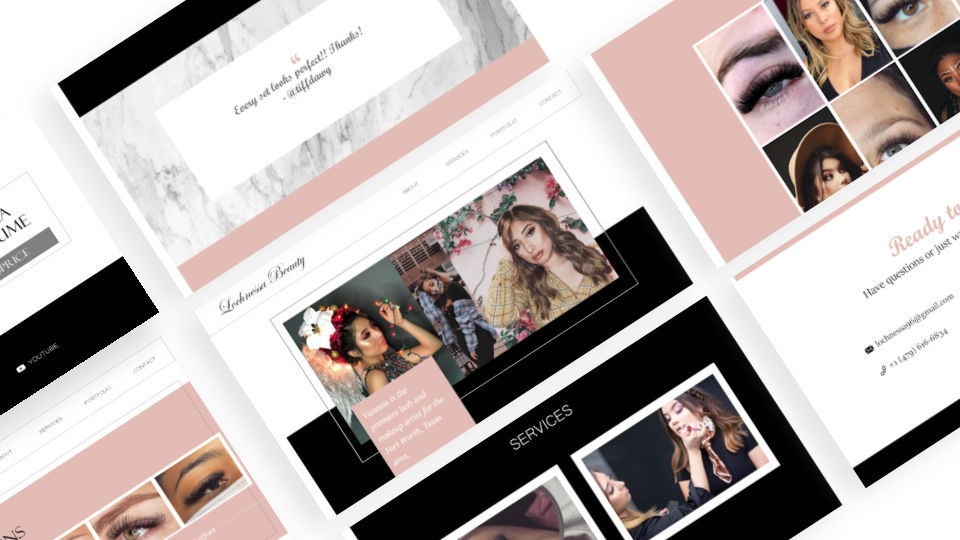 “
Every set looks perfect!! Thanks!
- @tiffdawg
ABOUT
SERVICES
PORTFOLIO
CONTACT
Lochnessa Beauty
Vanessa is the
premiere lash and
makeup artist for the
Fort Worth, Texas
area.
SERVICES
PRICE
YOUTUBE
SERVICES
PORTFOLIO
CONTACT
Ready to
Have questions or just
lochnessa96@gmail.com
+1 (479) 616-6834